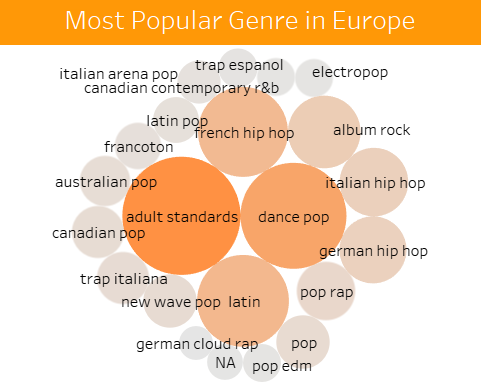 Most Popular Genre in Europe
trap espanol
italian arena pop
electropop
canadian contemporary r&b
latin pop
french hip hop
album rock
francoton
australian pop
italian hip hop
adult standards
dance pop
canadian pop
german hip hop
trap italiana
pop rap
new wave pop
latin
german cloud rap
pop
NA
pop edm